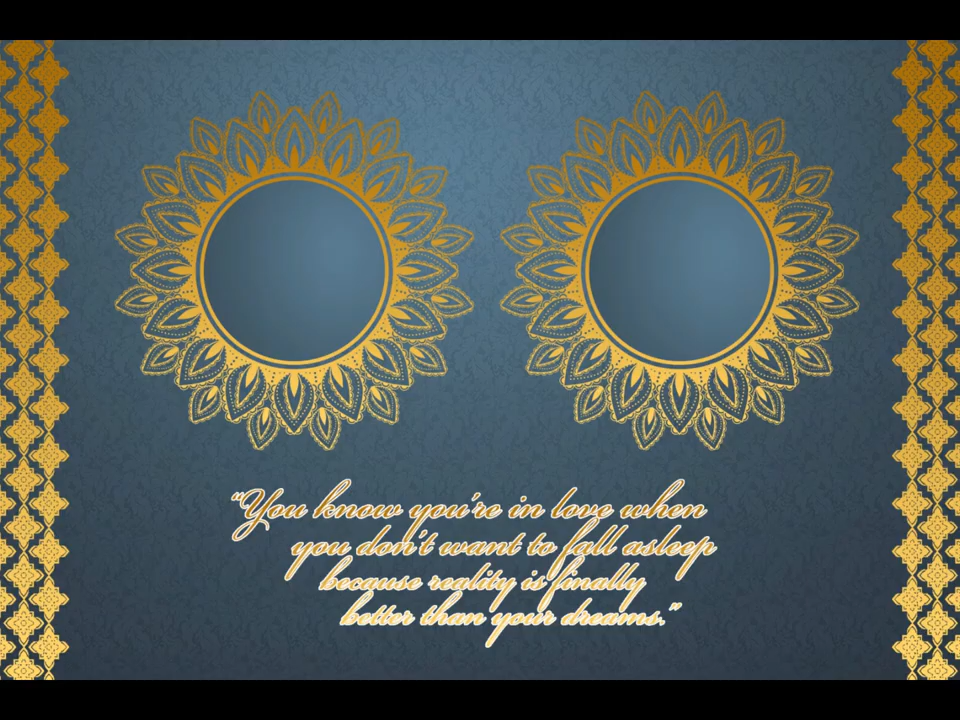 “You know you're in love when
you don't want to fall asleep
because reality is finally
better than your dreams.”